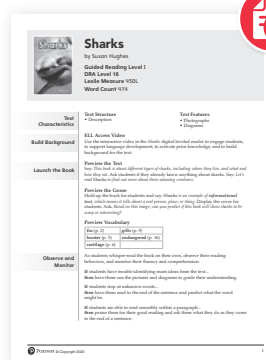 Sharks
Sharks
by Susan Hughes
Guided Reading Level I
DRA Level 16
Lexile Measure 450L
Word Count 474
Text
Characteristics
Text Structure
• Description
Text Features
• Photographs
• Diagrams
Build Background
ELL Access Video
Use the interactive video in the title's digital leveled reader to engage students,
to support language development, to activate prior knowledge, and to build
background for the text.
Launch the Book
Preview the Text
Say: This book is about different types of sharks, including where they live, and what and
how they eat. Ask students if they already know anything about sharks. Say: Let's
read Sharks to find out more about these amazing creatures.
Preview the Genre
Hold up the book for students and say: Sharks is an example of informational
text, which means it tells about a real person, place, or thing. Display the cover for
students. Ask: Based on the image, can you predict if this book will show sharks to be
scary or interesting?
Preview Vocabulary
fin (p. 2)
gills (p. 9)
hunter (p. 5)
endangered (p. 16)
cartilage (p. 6)
Observe and
Monitor
As students whisper-read the book on their own, observe their reading
behaviors, and monitor their fluency and comprehension.
If students have trouble identifying main ideas from the text...
then have them use the pictures and diagrams to guide their understanding.
If students stop at unknown words...
then have them read to the end of the sentence and predict what the word
might be.
If students are able to read smoothly within a paragraph...
then praise them for their good reading and ask them what they do as they come
to the end of a sentence.
Pearson © Copyright 2020
1